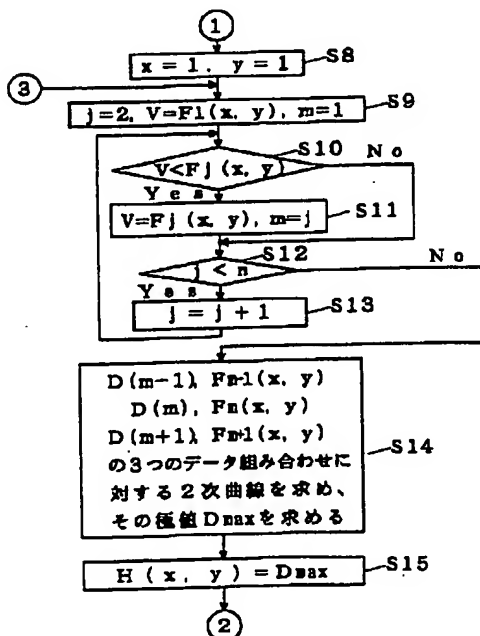 1
x = 1. y = 1
S8
3
j=2, V=F1(x, y), m=1
S9
S10
V<Fj (x, y)
No
Yes
V=Fj (x, y), m=j
S11
S12
j < n
No
Yes
j = j + 1
S13
D(m-1), Fm-1(x, y)
D(m), Fm(x, y)
D(m+1), Fm+1(x, y)
の3つのデータ組み合わせに
対する2次曲線を求め、
その極値Dmaxを求める
S14
H (x, y) = Dmax
S15
2